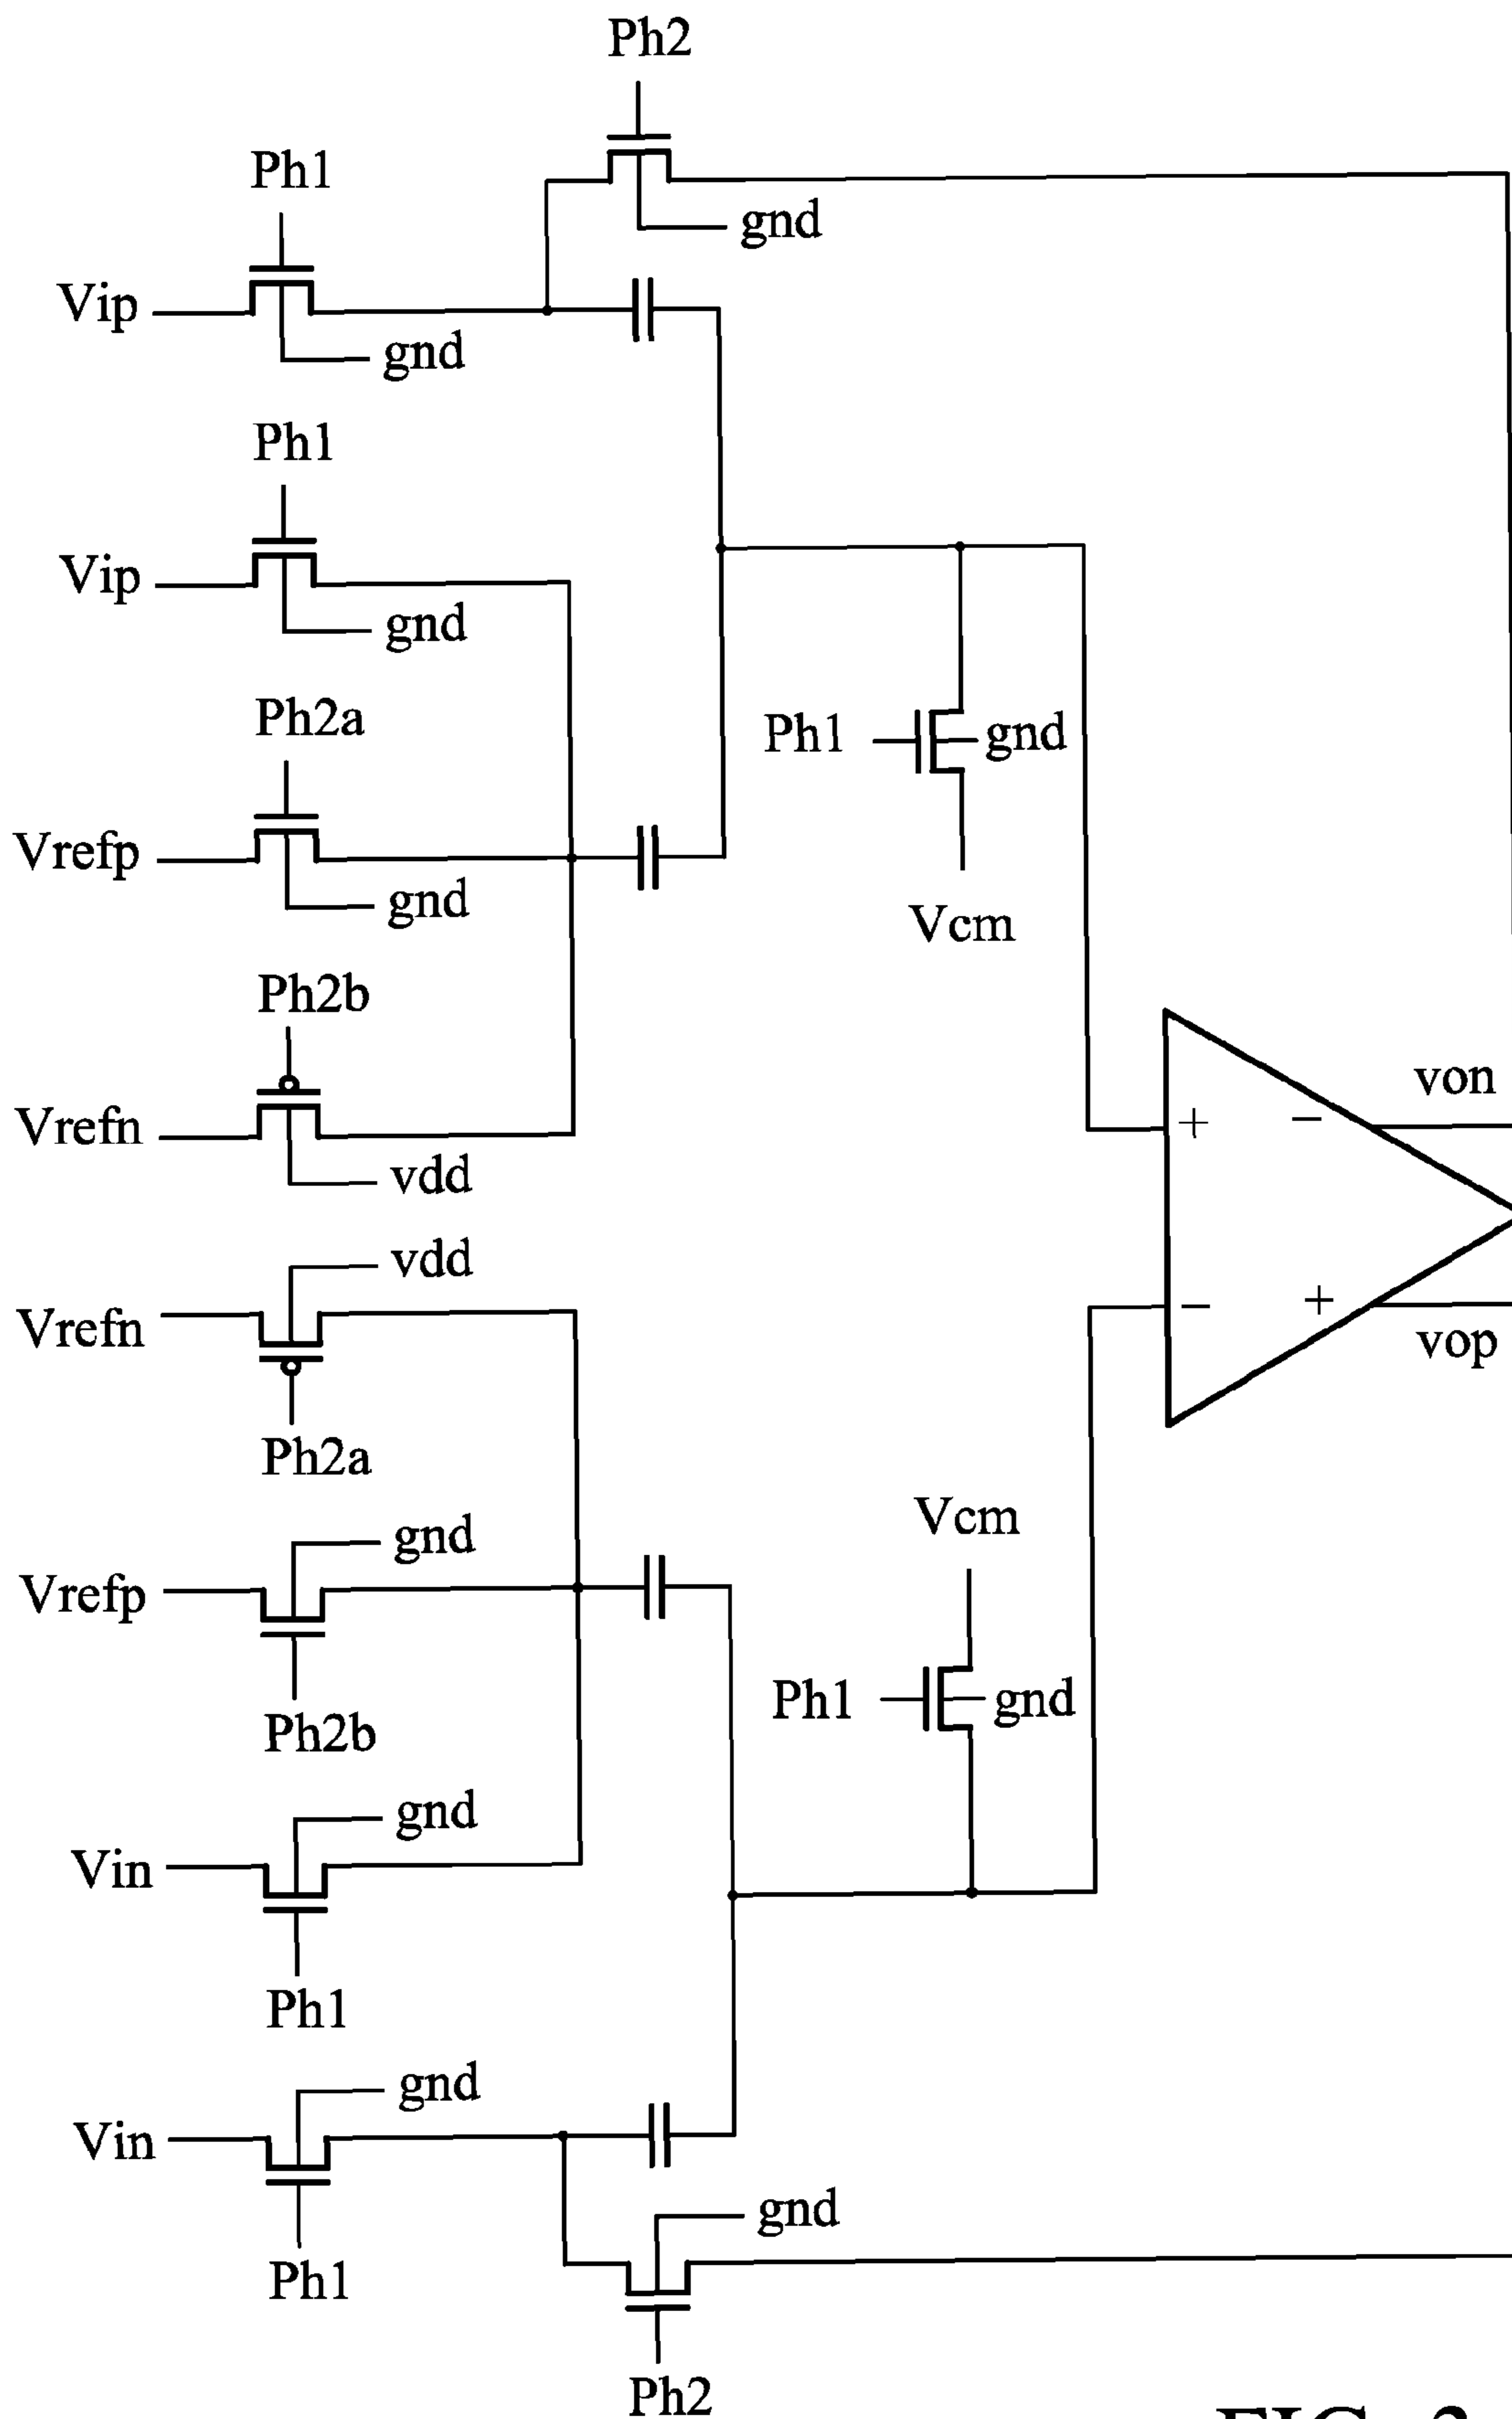 Ph2
Ph1
gnd
Vip
gnd
Ph1
Vip
gnd
Ph2a
Ph1
gnd
Vrefp
gnd
Vcm
Ph2b
von
+
−
Vrefn
vdd
vdd
Vrefn
−
+
vop
Ph2a
Vcm
gnd
Vrefp
Ph1
gnd
Ph2b
gnd
Vin
Ph1
gnd
Vin
gnd
Ph1
Ph2